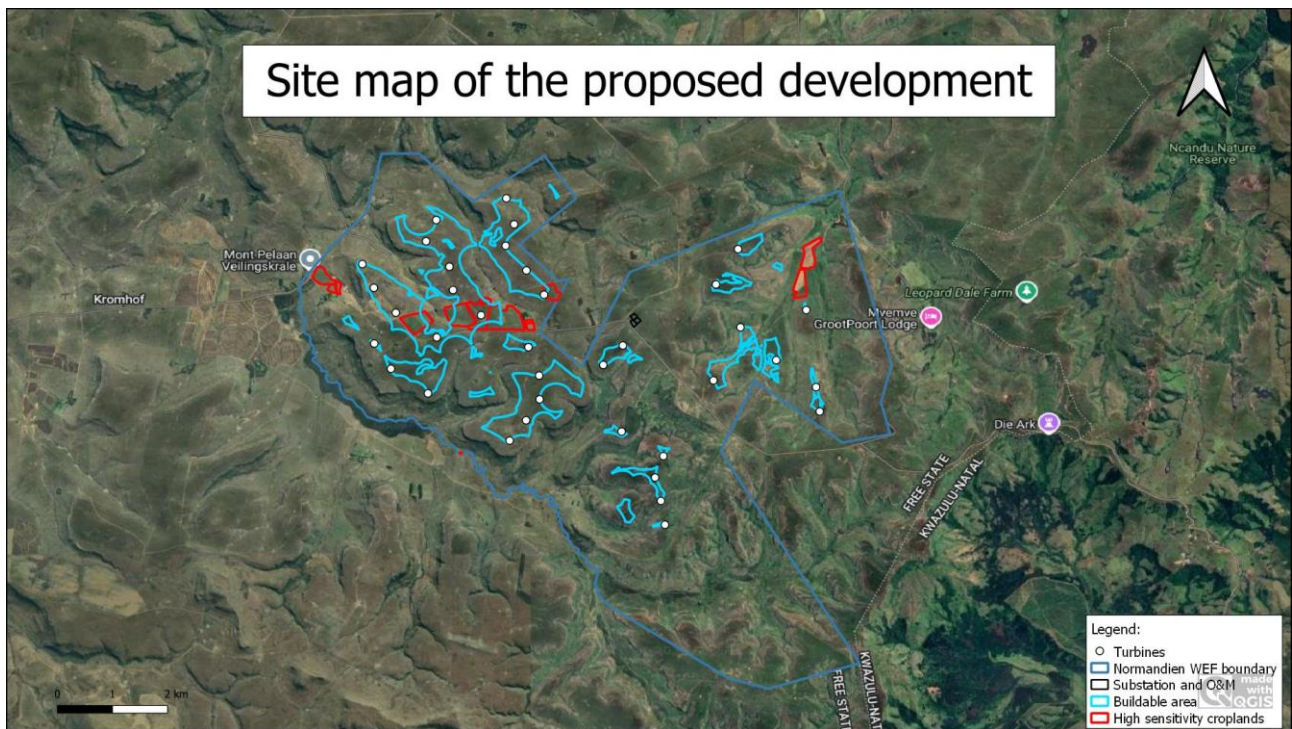 Site map of the proposed development
Ncandu Nature
Reserve
Mont Pelaan
Veilingskrale
Kromhof
Leopard Dale Farm
Mvemve
GrootPoort Lodge
Die Ark
FREE STATE
KWAZULU-NATAL
KWAZULU-NAT
FREE STATE
0 1 2 km
Legend:
Turbines
Normandien WEF boundary
Substation and O&M
Buildable area
High sensitivity croplands
made
with
QGIS